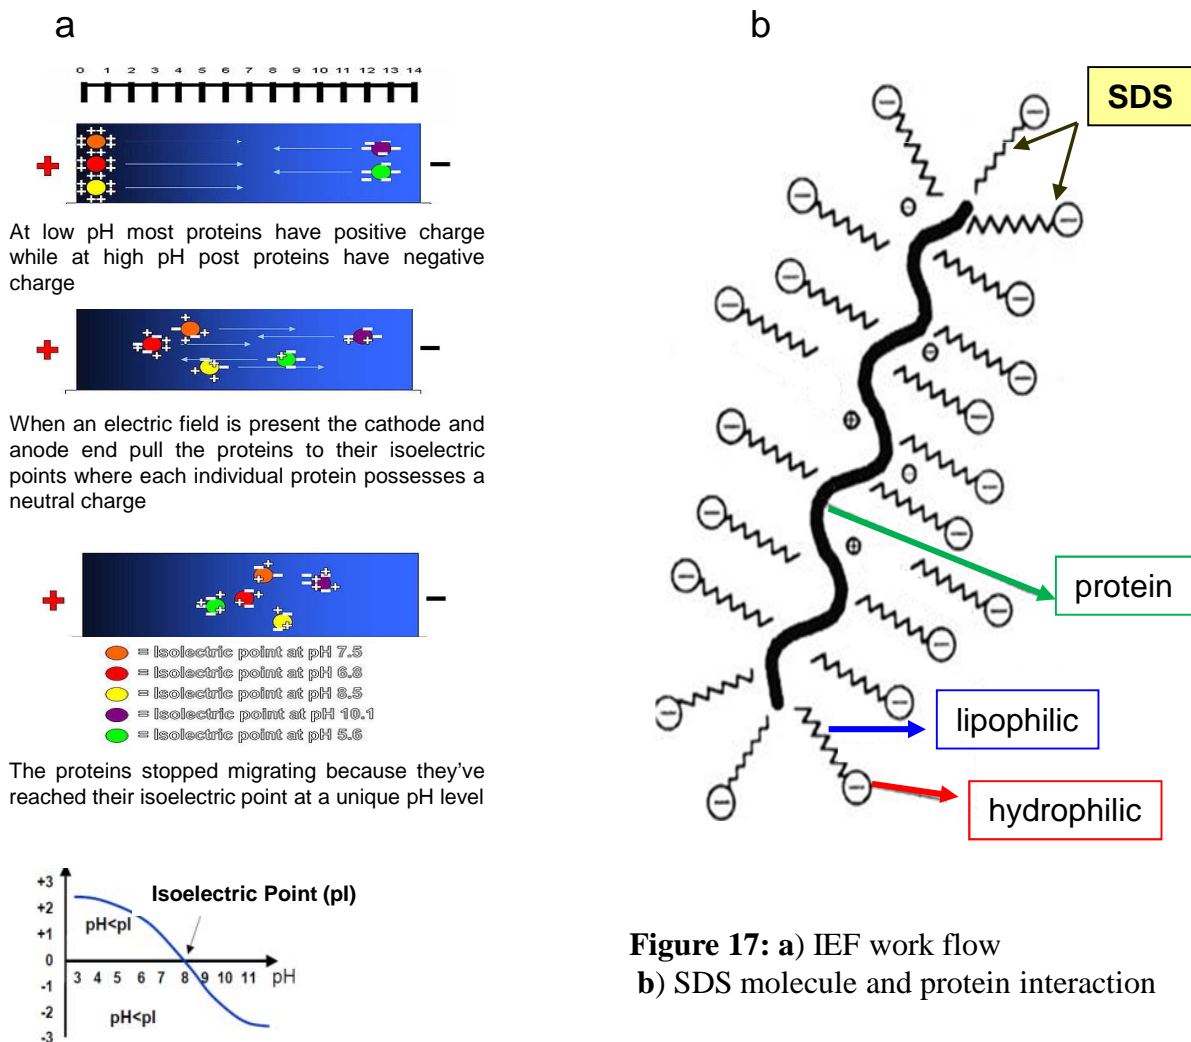 a
0 1 2 3 4 5 6 7 8 9 10 11 12 13 14
At low pH most proteins have positive charge
while at high pH post proteins have negative
charge
When an electric field is present the cathode and
anode end pull the proteins to their isoelectric
points where each individual protein possesses a
neutral charge
= Isolectric point at pH 7.5
= Isolectric point at pH 6.8
= Isolectric point at pH 8.5
= Isolectric point at pH 10.1
= Isolectric point at pH 5.6
The proteins stopped migrating because they've
reached their isoelectric point at a unique pH level
Isoelectric Point (pI)
+3
+2
+1
0
-1
-2
-3
pH<pI
3 4 5 6 7 8 9 10 11 pH
pH<pI
b
SDS
protein
lipophilic
hydrophilic
Figure 17: a) IEF work flow
b) SDS molecule and protein interaction